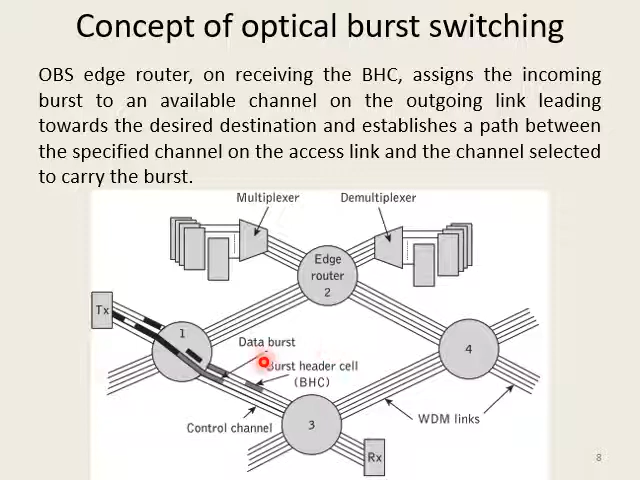 Concept of optical burst switching
OBS edge router, on receiving the BHC, assigns the incoming
burst to an available channel on the outgoing link leading
towards the desired destination and establishes a path between
the specified channel on the access link and the channel selected
to carry the burst.
Multiplexer
Demultiplexer
Edge
router
2
Tx
1
Data burst
4
Burst header cell
(BHC)
Control channel
3
WDM links
Rx
8